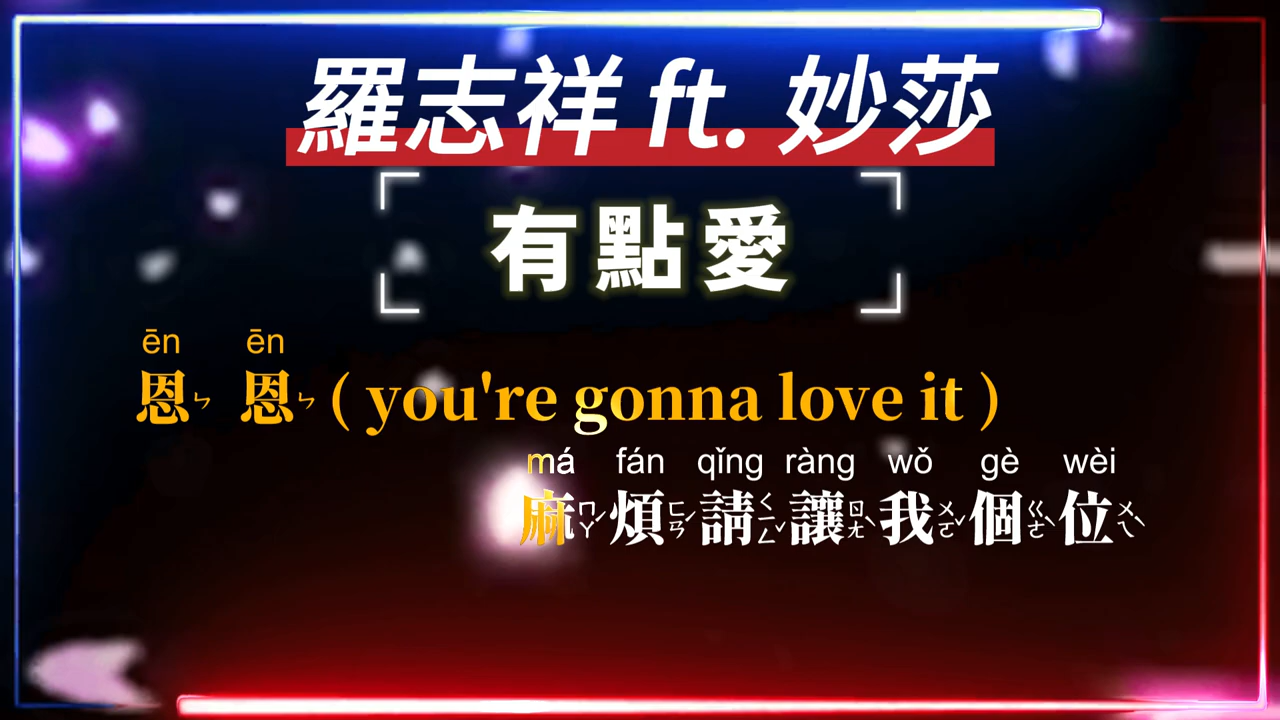 羅志祥 ft. 妙莎
有點愛
ēn ēn
恩ㄣ 恩ㄣ ( you're gonna love it )
má fán qǐng ràng wǒ gè wèi
麻ㄇㄚˊ 煩ㄈㄢˊ 請ㄑㄧㄥˇ 讓ㄖㄤˋ 我ㄨㄛˇ 個ㄍㄜˋ 位ㄨㄟˋ